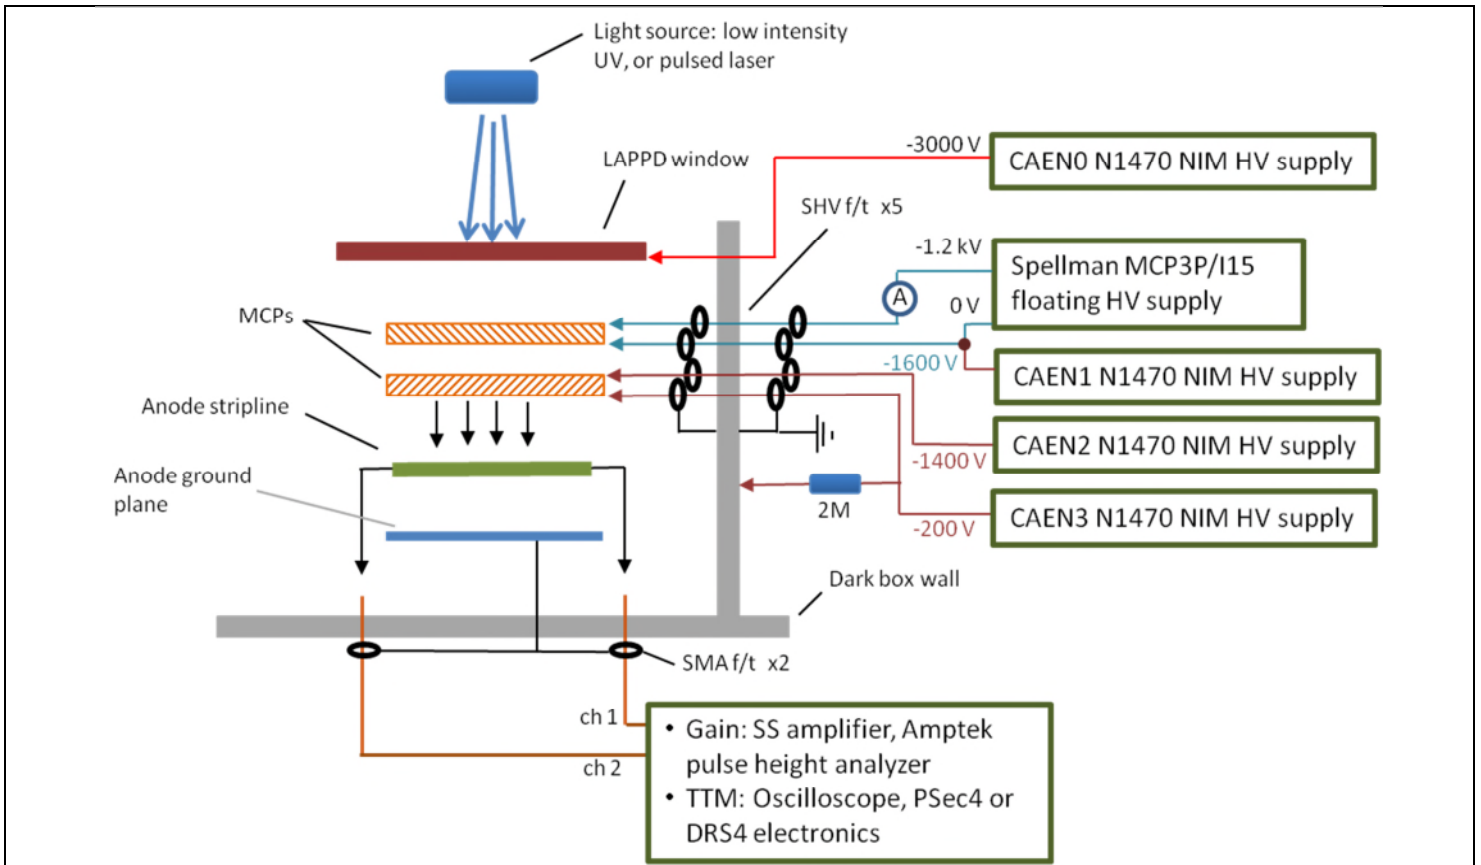 Light source: low intensity
UV, or pulsed laser
-3000 V
CAEN0 N1470 NIM HV supply
LAPPD window
SHV f/t x5
-1.2 kV
Spellman MCP3P/I15
floating HV supply
A
0 V
MCPs
-1600 V
CAEN1 N1470 NIM HV supply
Anode stripline
CAEN2 N1470 NIM HV supply
-1400 V
Anode ground
plane
2M
-200 V
CAEN3 N1470 NIM HV supply
Dark box wall
SMA f/t x2
ch 1
ch 2
• Gain: SS amplifier, Amptek
pulse height analyzer
• TTM: Oscilloscope, PSec4 or
DRS4 electronics